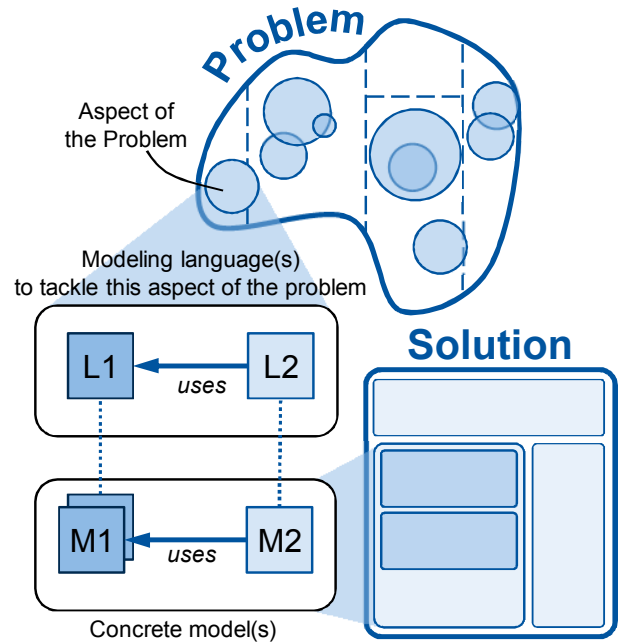 Problem
Aspect of
the Problem
Modeling language(s)
to tackle this aspect of the problem
L1
uses
L2
Solution
M1
uses
M2
Concrete model(s)